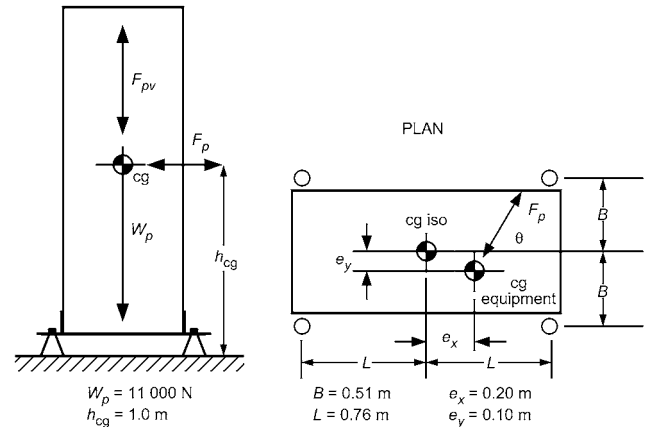 F_pv
F_p
cg
W_p
h_cg
W_p = 11 000 N
h_cg = 1.0 m
PLAN
cg iso
F_p
θ
e_y
cg
equipment
B
B
e_x
L
L
B = 0.51 m
L = 0.76 m
e_x = 0.20 m
e_y = 0.10 m